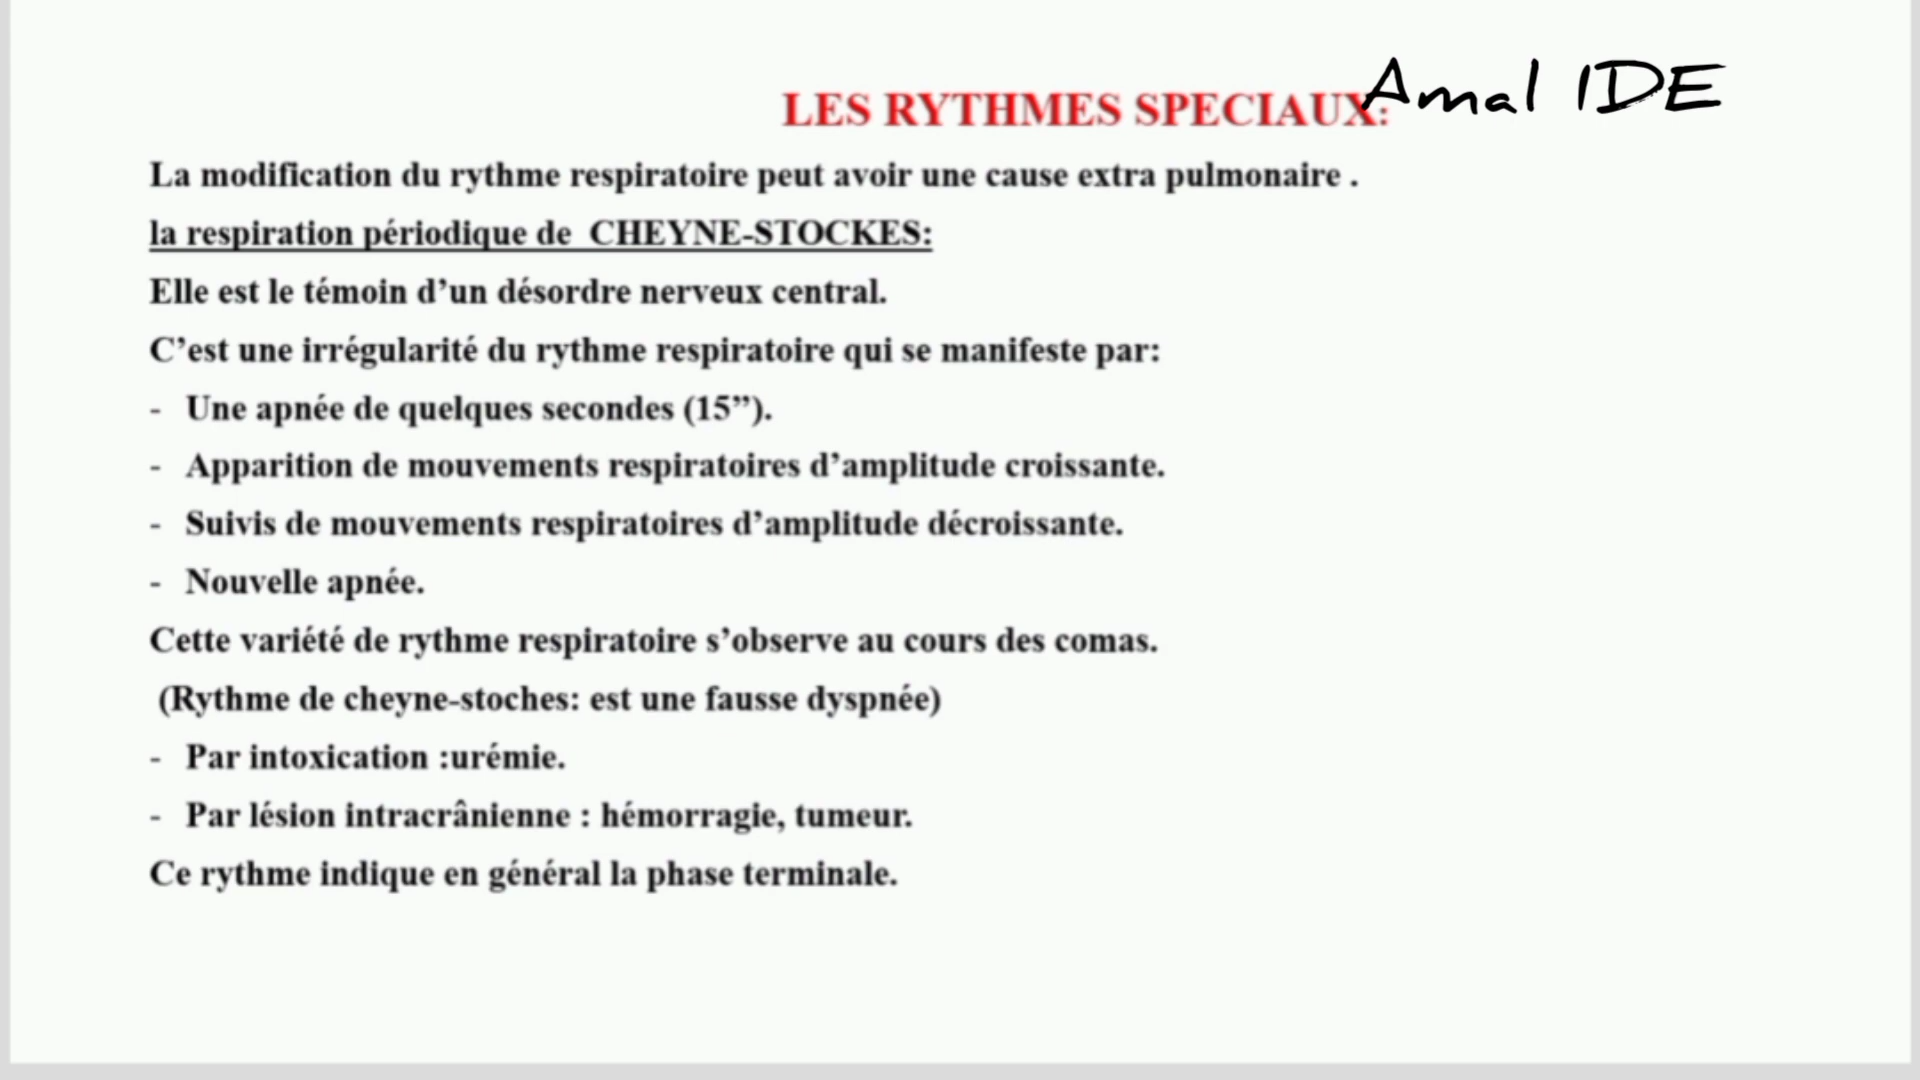 LES RYTHMES SPECIAUX: Amal IDE
La modification du rythme respiratoire peut avoir une cause extra pulmonaire .
la respiration périodique de CHEYNE-STOCKES:
Elle est le témoin d’un désordre nerveux central.
C’est une irrégularité du rythme respiratoire qui se manifeste par:
- Une apnée de quelques secondes (15”).
- Apparition de mouvements respiratoires d’amplitude croissante.
- Suivis de mouvements respiratoires d’amplitude décroissante.
- Nouvelle apnée.
Cette variété de rythme respiratoire s’observe au cours des comas.
(Rythme de cheyne-stoches: est une fausse dyspnée)
- Par intoxication :urémie.
- Par lésion intracrânienne : hémorragie, tumeur.
Ce rythme indique en général la phase terminale.